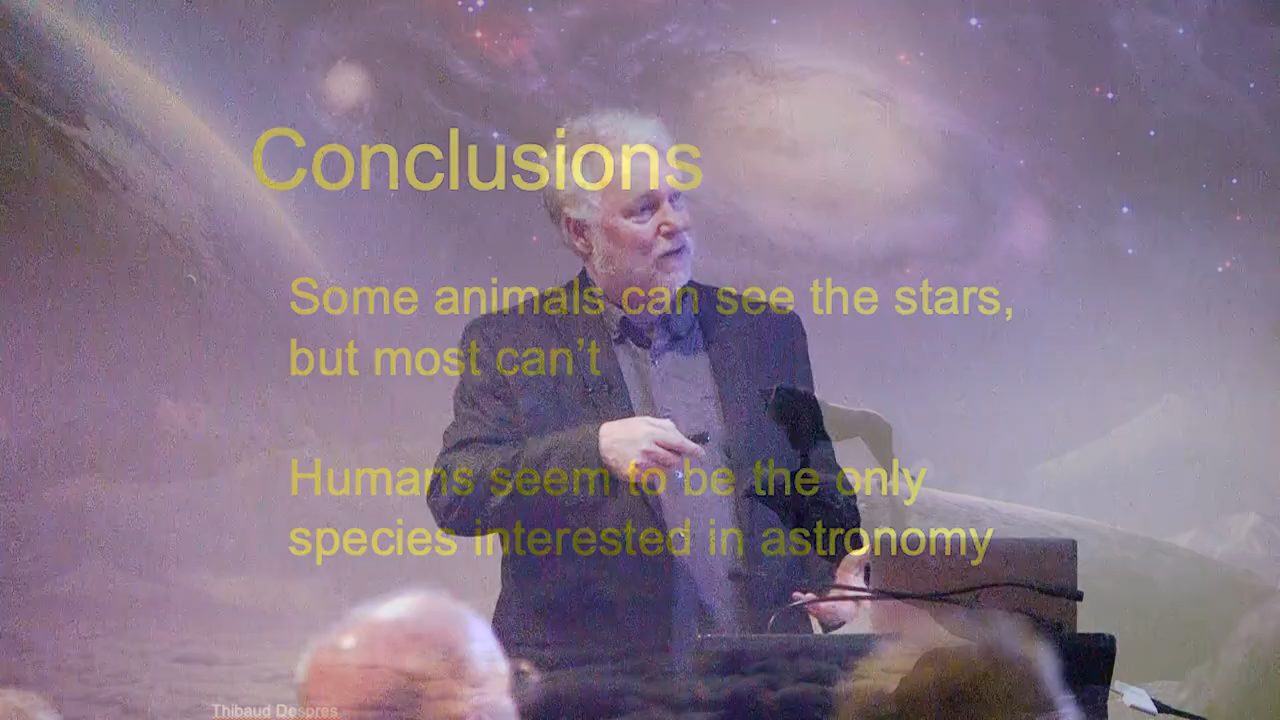 Conclusions
Some animals can see the stars,
but most can’t
Humans seem to be the only
species interested in astronomy
Thibaud Despres